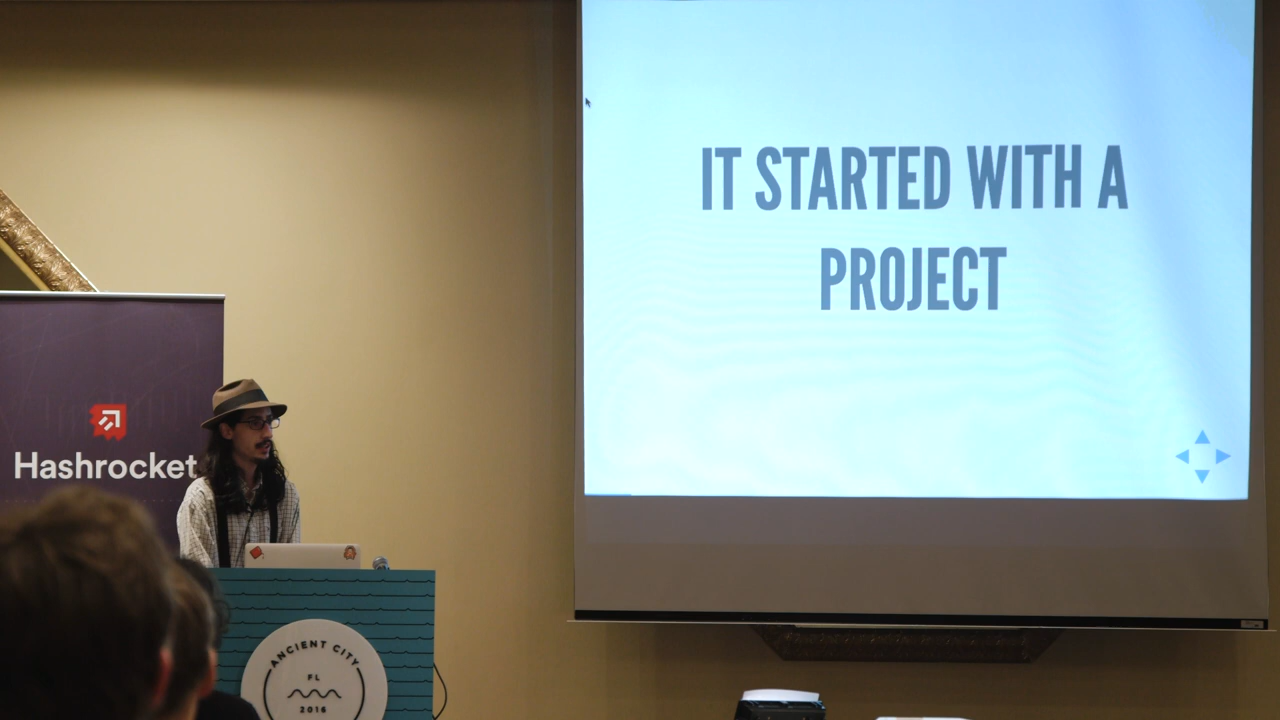 IT STARTED WITH A
PROJECT
Hashrocket
ANCIENT CITY
FL
2016